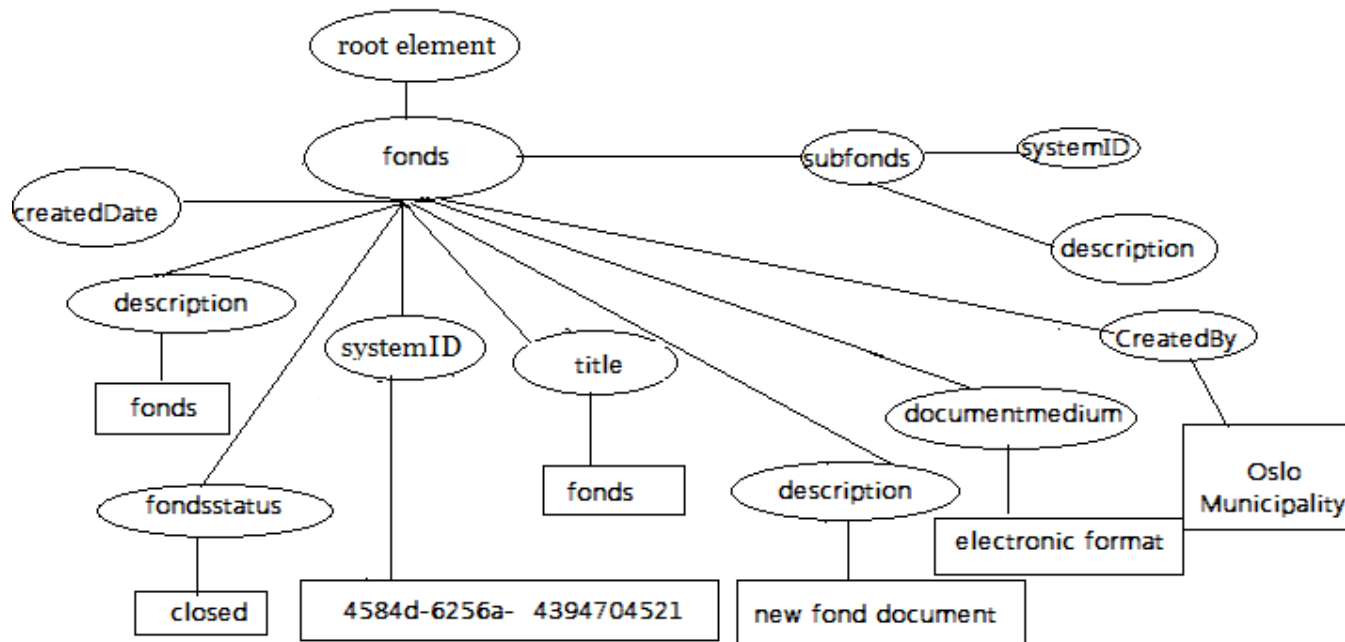 root element
fonds
subfonds
systemID
createdDate
description
description
systemID
title
CreatedBy
fonds
documentmedium
fondsstatus
fonds
description
Oslo
Municipality
electronic format
closed
4584d-6256a- 4394704521
new fond document